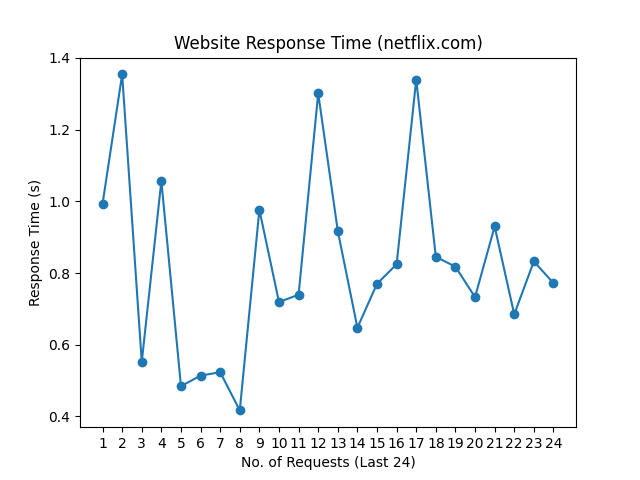 Website Response Time (netflix.com)
Response Time (s)
1.4
1.2
1.0
0.8
0.6
0.4
1 2 3 4 5 6 7 8 9 10 11 12 13 14 15 16 17 18 19 20 21 22 23 24
No. of Requests (Last 24)